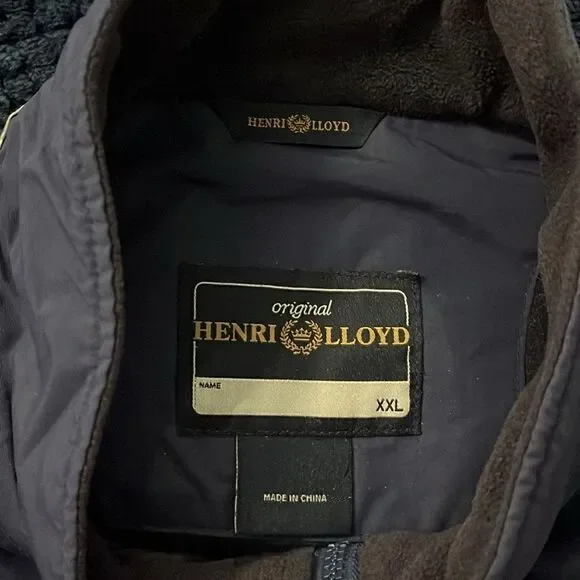 HENRI LLOYD
original
HENRI LLOYD
NAME
XXL
MADE IN CHINA